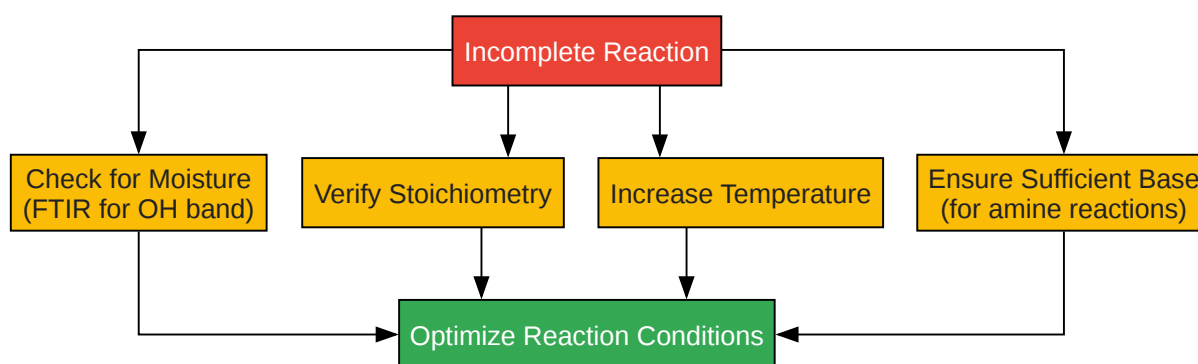 Incomplete Reaction
Check for Moisture
(FTIR for OH band)
Verify Stoichiometry
Increase Temperature
Ensure Sufficient Base
(for amine reactions)
Optimize Reaction Conditions